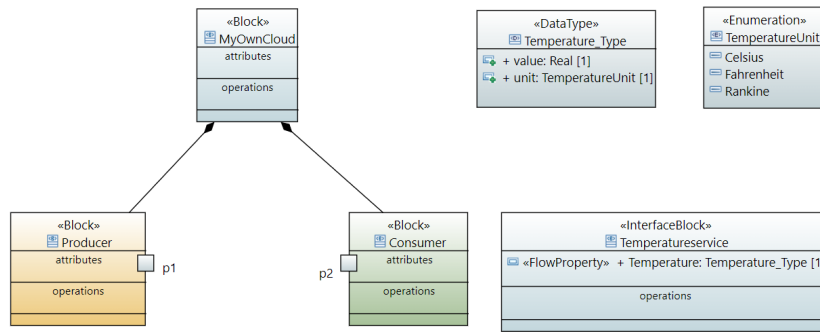 «Block»
MyOwnCloud
attributes
operations
«DataType»
Temperature_Type
+ value: Real [1]
+ unit: TemperatureUnit [1]
«Enumeration»
TemperatureUnit
Celsius
Fahrenheit
Rankine
«Block»
Producer
attributes
operations
p1
«Block»
Consumer
attributes
operations
p2
«InterfaceBlock»
Temperatureservice
«FlowProperty» + Temperature: Temperature_Type [1
operations